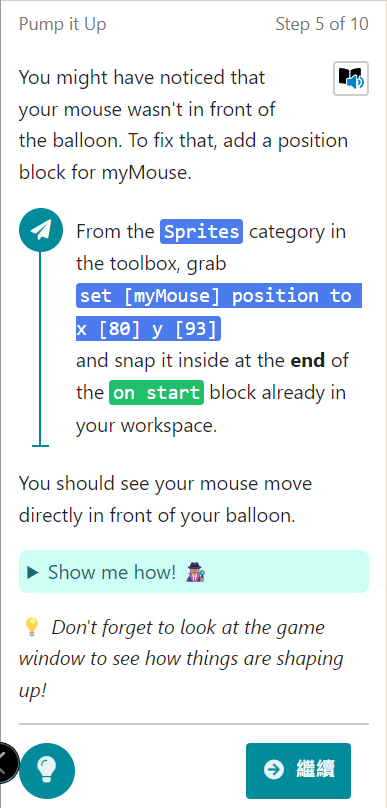 Pump it Up
Step 5 of 10
You might have noticed that
your mouse wasn't in front of
the balloon. To fix that, add a position
block for myMouse.
From the Sprites category in
the toolbox, grab
set [myMouse] position to
x [80] y [93]
and snap it inside at the end of
the on start block already in
your workspace.
You should see your mouse move
directly in front of your balloon.
Show me how!
Don't forget to look at the game
window to see how things are shaping
up!
繼續